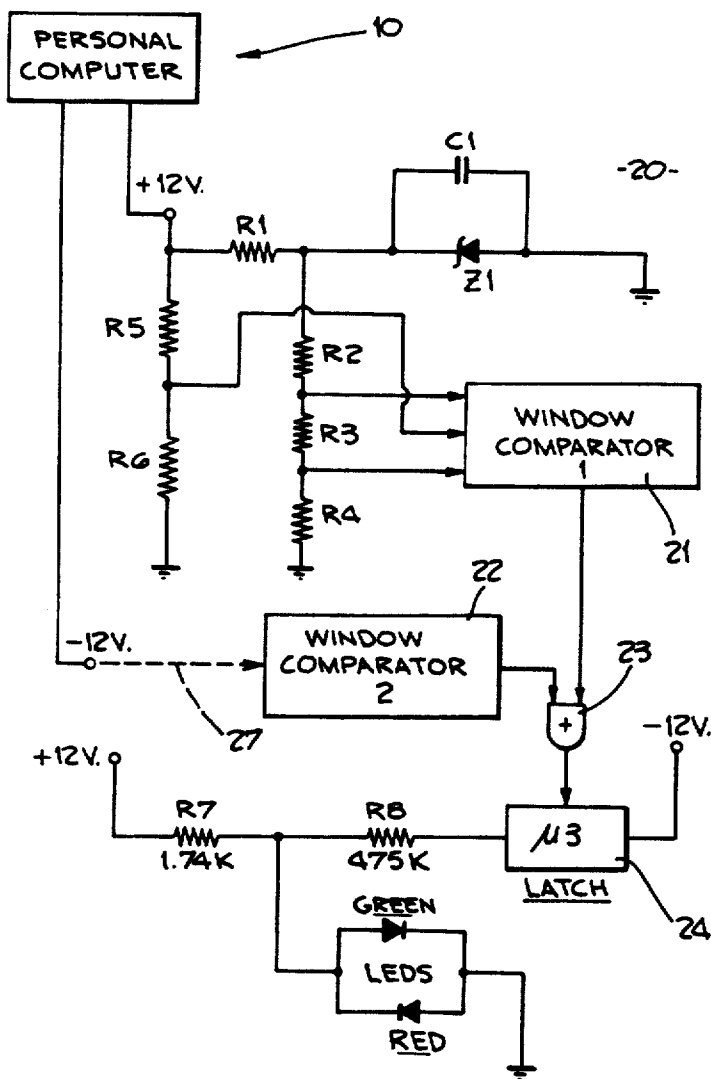 PERSONAL
COMPUTER
10
+12V.
C1
-20-
R1
Z1
R5
R2
R3
R6
R4
WINDOW
COMPARATOR
1
21
22
-12V.
WINDOW
COMPARATOR
2
23
27
-12V.
+12V.
R7
1.74K
R8
475K
μ3
LATCH
24
GREEN
LEDS
RED
+